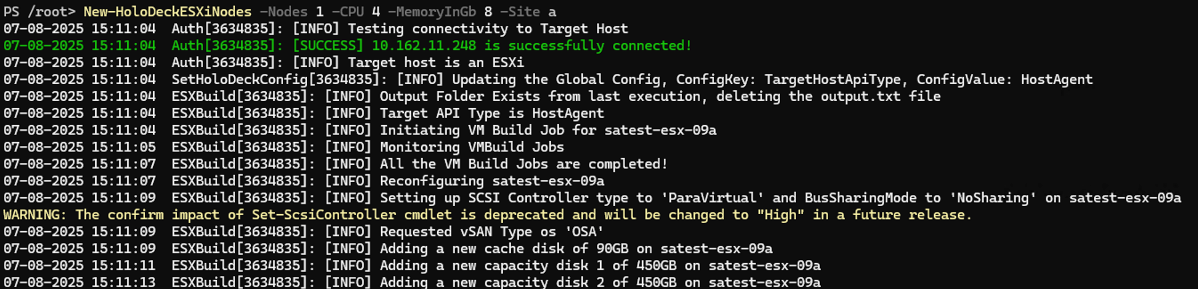 PS /root> New-HoloDeckESXiNodes -Nodes 1 -CPU 4 -MemoryInGb 8 -Site a
07-08-2025 15:11:04  Auth[3634835]: [INFO] Testing connectivity to Target Host
07-08-2025 15:11:04  Auth[3634835]: [SUCCESS] 10.162.11.248 is successfully connected!
07-08-2025 15:11:04  Auth[3634835]: [INFO] Target host is an ESXi
07-08-2025 15:11:04  SetHoloDeckConfig[3634835]: [INFO] Updating the Global Config, ConfigKey: TargetHostApiType, ConfigValue: HostAgent
07-08-2025 15:11:04  ESXBuild[3634835]: [INFO] Output Folder Exists from last execution, deleting the output.txt file
07-08-2025 15:11:04  ESXBuild[3634835]: [INFO] Target API Type is HostAgent
07-08-2025 15:11:04  ESXBuild[3634835]: [INFO] Initiating VM Build Job for satest-esx-09a
07-08-2025 15:11:05  ESXBuild[3634835]: [INFO] Monitoring VMBuild Jobs
07-08-2025 15:11:07  ESXBuild[3634835]: [INFO] All the VM Build Jobs are completed!
07-08-2025 15:11:07  ESXBuild[3634835]: [INFO] Reconfiguring satest-esx-09a
07-08-2025 15:11:09  ESXBuild[3634835]: [INFO] Setting up SCSI Controller type to 'ParaVirtual' and BusSharingMode to 'NoSharing' on satest-esx-09a
WARNING: The confirm impact of Set-ScsiController cmdlet is deprecated and will be changed to "High" in a future release.
07-08-2025 15:11:09  ESXBuild[3634835]: [INFO] Requested vSAN Type os 'OSA'
07-08-2025 15:11:09  ESXBuild[3634835]: [INFO] Adding a new cache disk of 90GB on satest-esx-09a
07-08-2025 15:11:11  ESXBuild[3634835]: [INFO] Adding a new capacity disk 1 of 450GB on satest-esx-09a
07-08-2025 15:11:13  ESXBuild[3634835]: [INFO] Adding a new capacity disk 2 of 450GB on satest-esx-09a